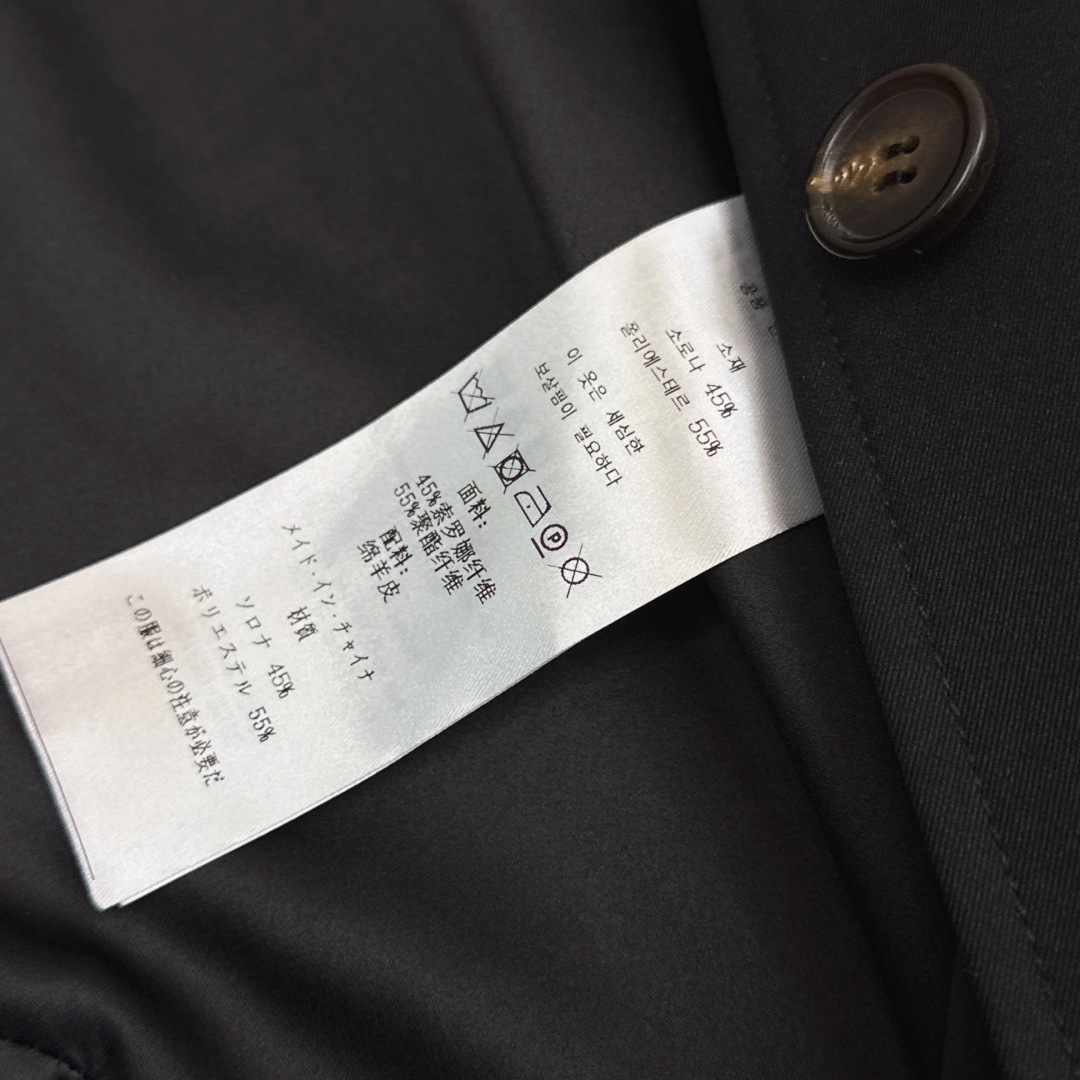 소재
소로나 45%
폴리에스테르 55%
이 옷은 세심한
보살핌이 필요하다
P
面料:
45%索罗娜纤维
55%聚酯纤维
配料:
绵羊皮
メイド・イン・チャイナ
材質
ソロナ 45%
ポリエステル 55%
この服は細心の注意が必要だ